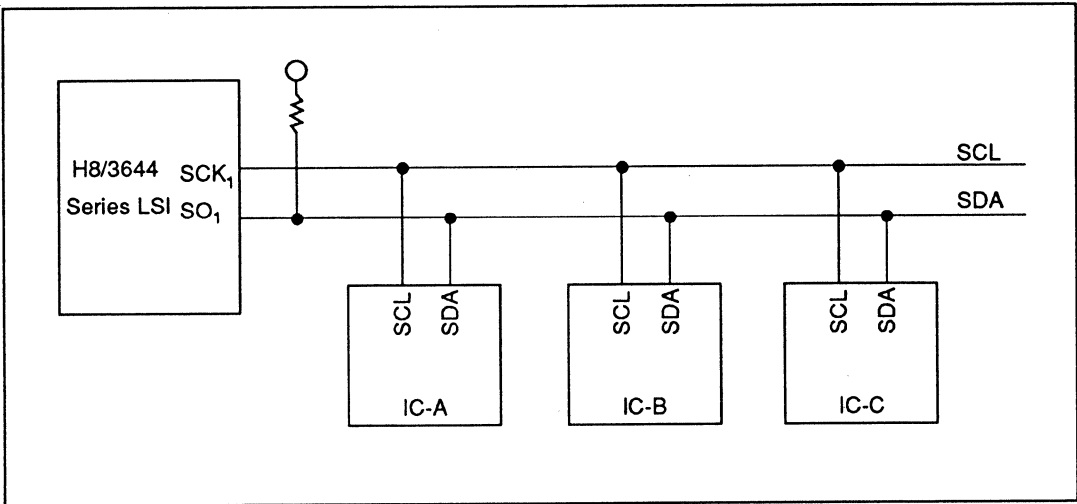 H8/3644 SCK₁
Series LSI SO₁
SCL
SDA
SCL SDA
IC-A
SCL SDA
IC-B
SCL SDA
IC-C